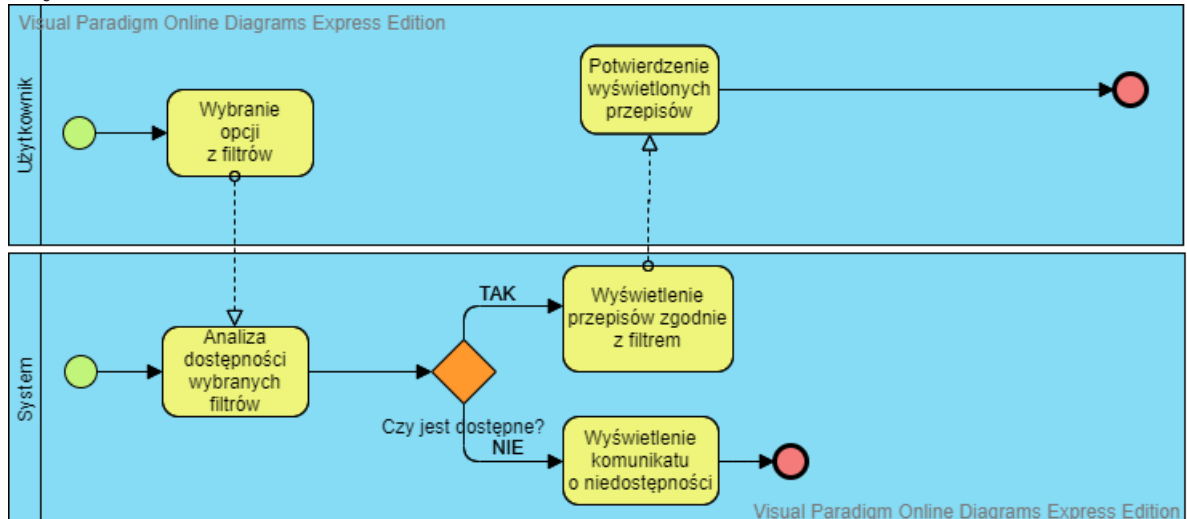 Visual Paradigm Online Diagrams Express Edition
Użytkownik
Wybranie
opcji
z filtrów
Potwierdzenie
wyświetlonych
przepisów
System
Analiza
dostępności
wybranych
filtrów
Czy jest dostępne?
TAK
Wyświetlenie
przepisów zgodnie
z filtrem
NIE
Wyświetlenie
komunikatu
o niedostępności
Visual Paradigm Online Diagrams Express Edition